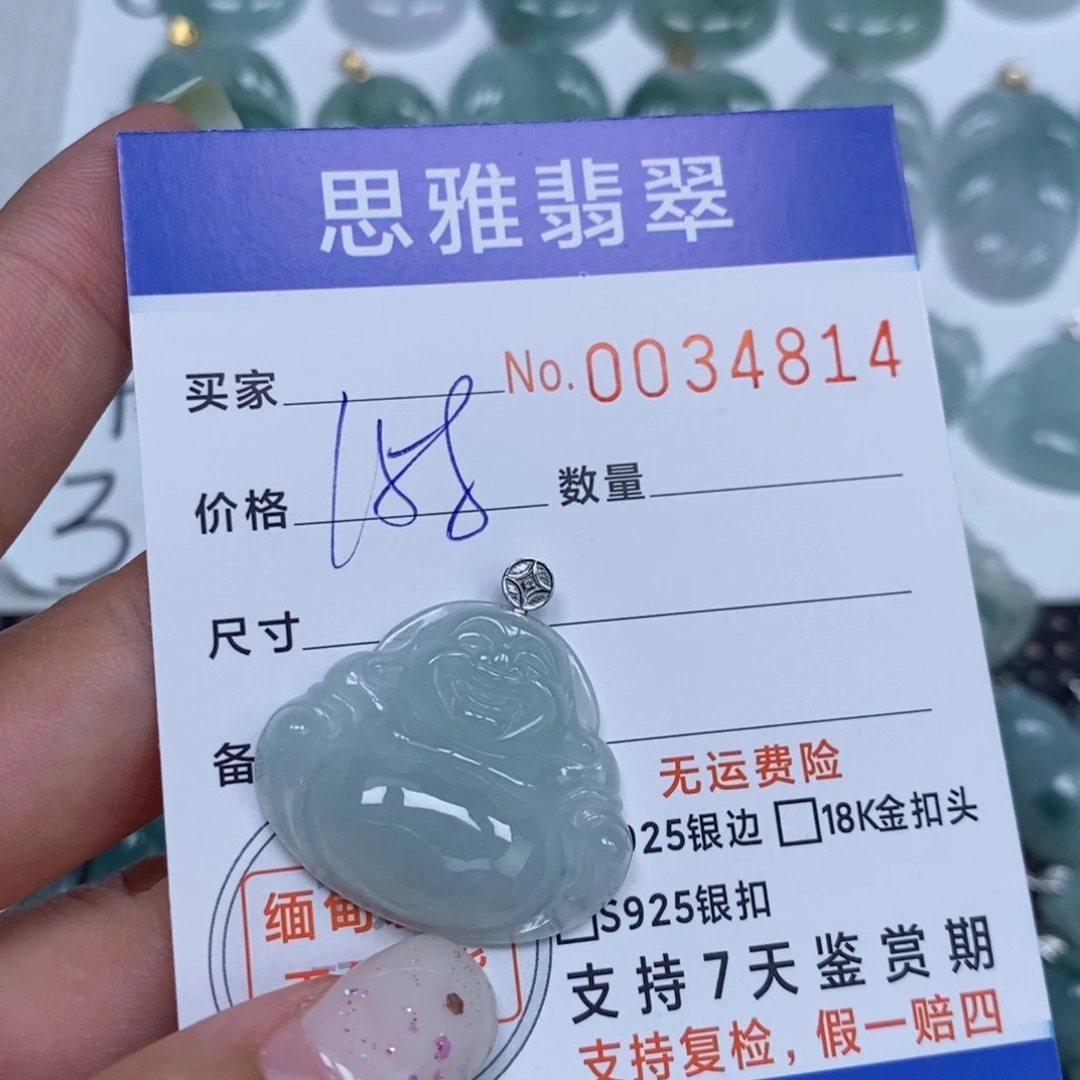 思雅翡翠
买家 No.0034814
价格 188 数量
尺寸
备
无运费险
925银边 □18K金扣头
缅甸
□S925银扣
支持7天鉴赏期
支持复检，假一赔四
3